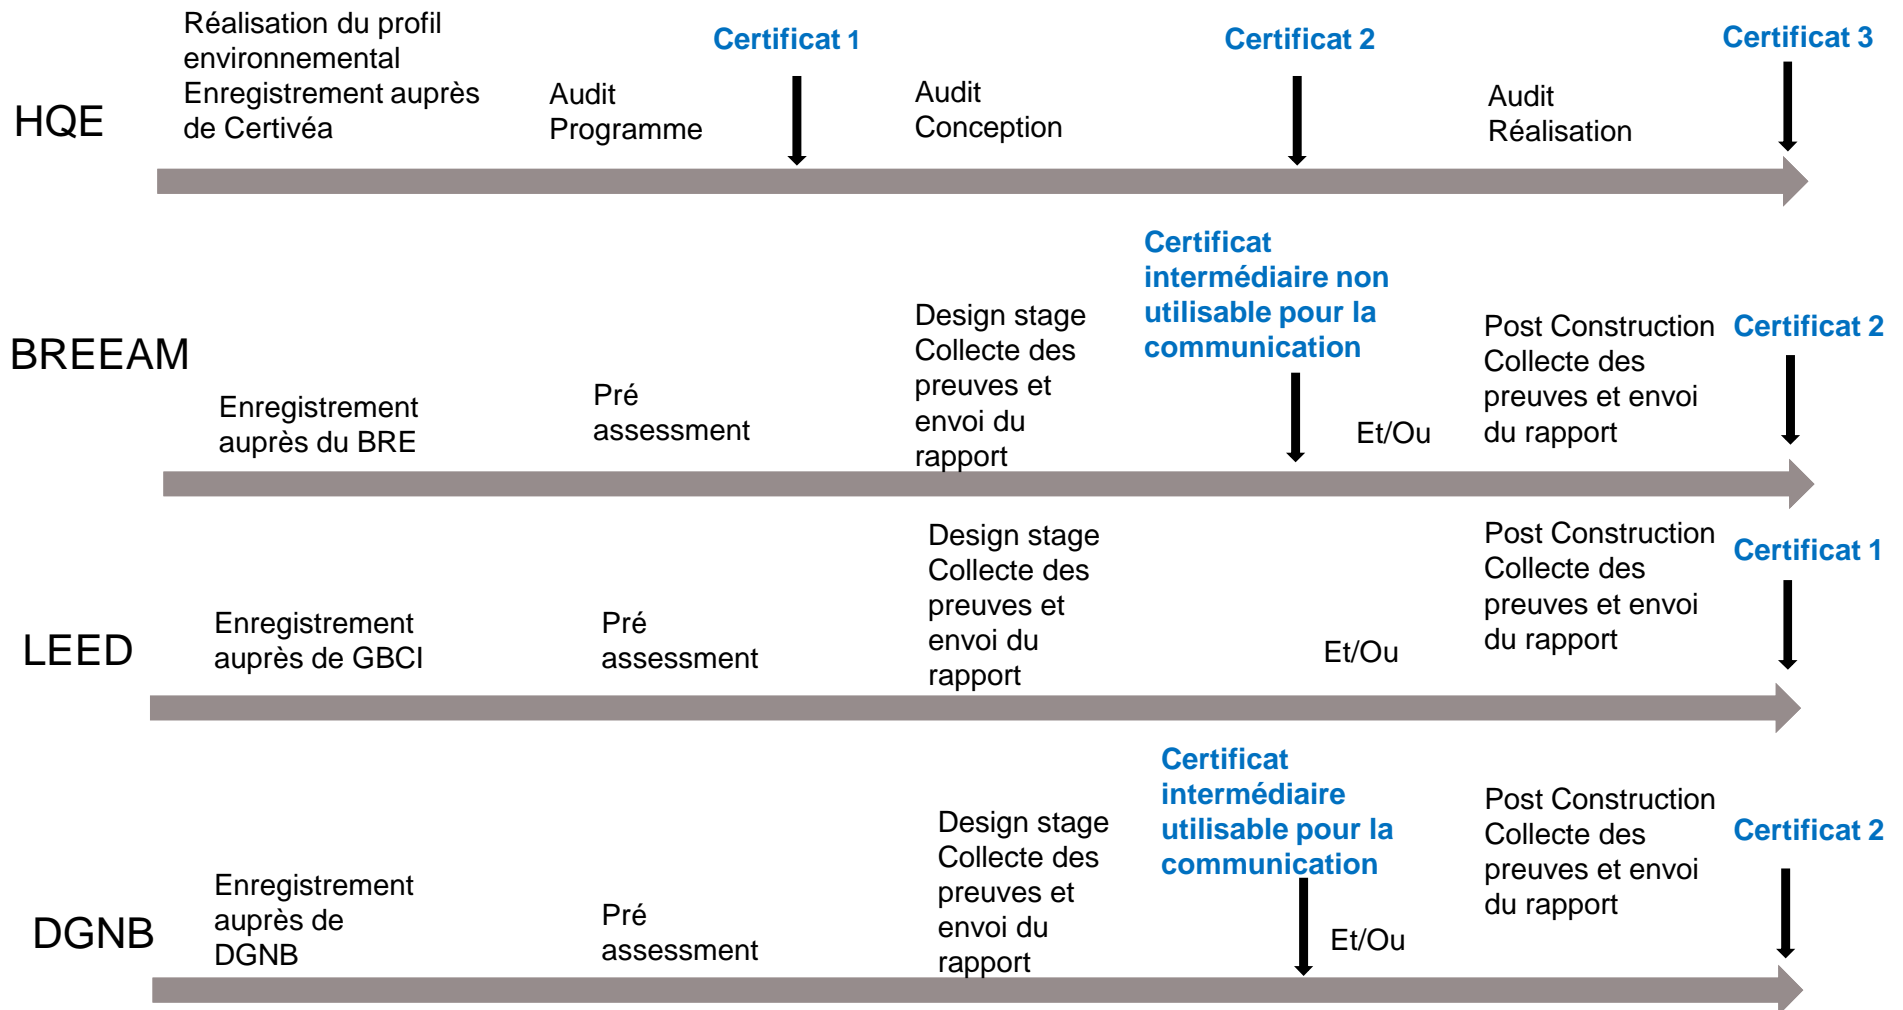 HQE
Réalisation du profil
environnemental
Enregistrement auprès
de Certivéa
Audit
Programme
Certificat 1
Audit
Conception
Certificat 2
Audit
Réalisation
Certificat 3
BREEAM
Enregistrement
auprès du BRE
Pré
assessment
Design stage
Collecte des
preuves et
envoi du
rapport
Certificat
intermédiaire non
utilisable pour la
communication
Et/Ou
Post Construction
Collecte des
preuves et envoi
du rapport
Certificat 2
LEED
Enregistrement
auprès de GBCI
Pré
assessment
Design stage
Collecte des
preuves et
envoi du
rapport
Et/Ou
Post Construction
Collecte des
preuves et envoi
du rapport
Certificat 1
DGNB
Enregistrement
auprès de
DGNB
Pré
assessment
Design stage
Collecte des
preuves et
envoi du
rapport
Certificat
intermédiaire
utilisable pour la
communication
Et/Ou
Post Construction
Collecte des
preuves et envoi
du rapport
Certificat 2